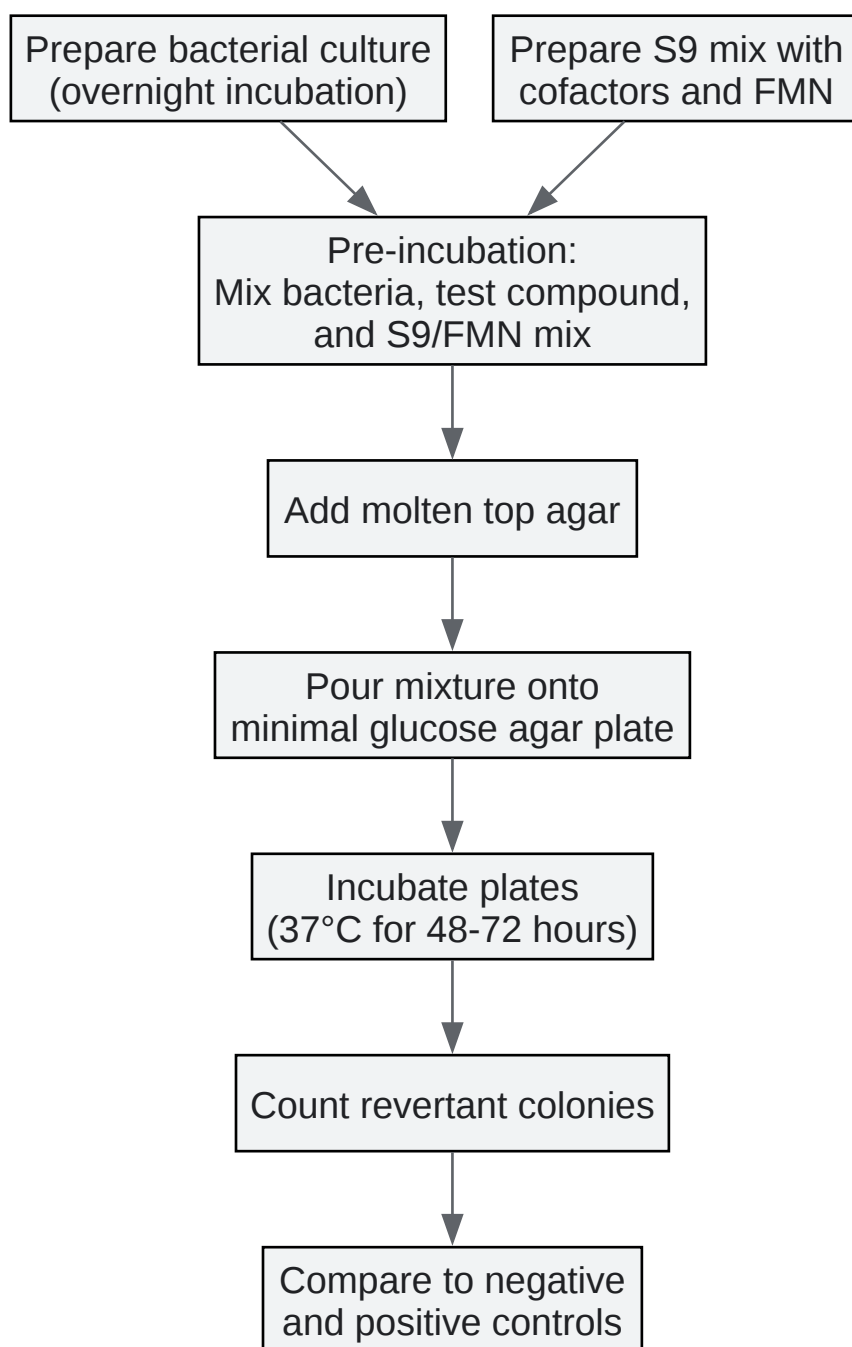 Prepare bacterial culture
(overnight incubation)
Prepare S9 mix with
cofactors and FMN
Pre-incubation:
Mix bacteria, test compound,
and S9/FMN mix
Add molten top agar
Pour mixture onto
minimal glucose agar plate
Incubate plates
(37°C for 48-72 hours)
Count revertant colonies
Compare to negative
and positive controls